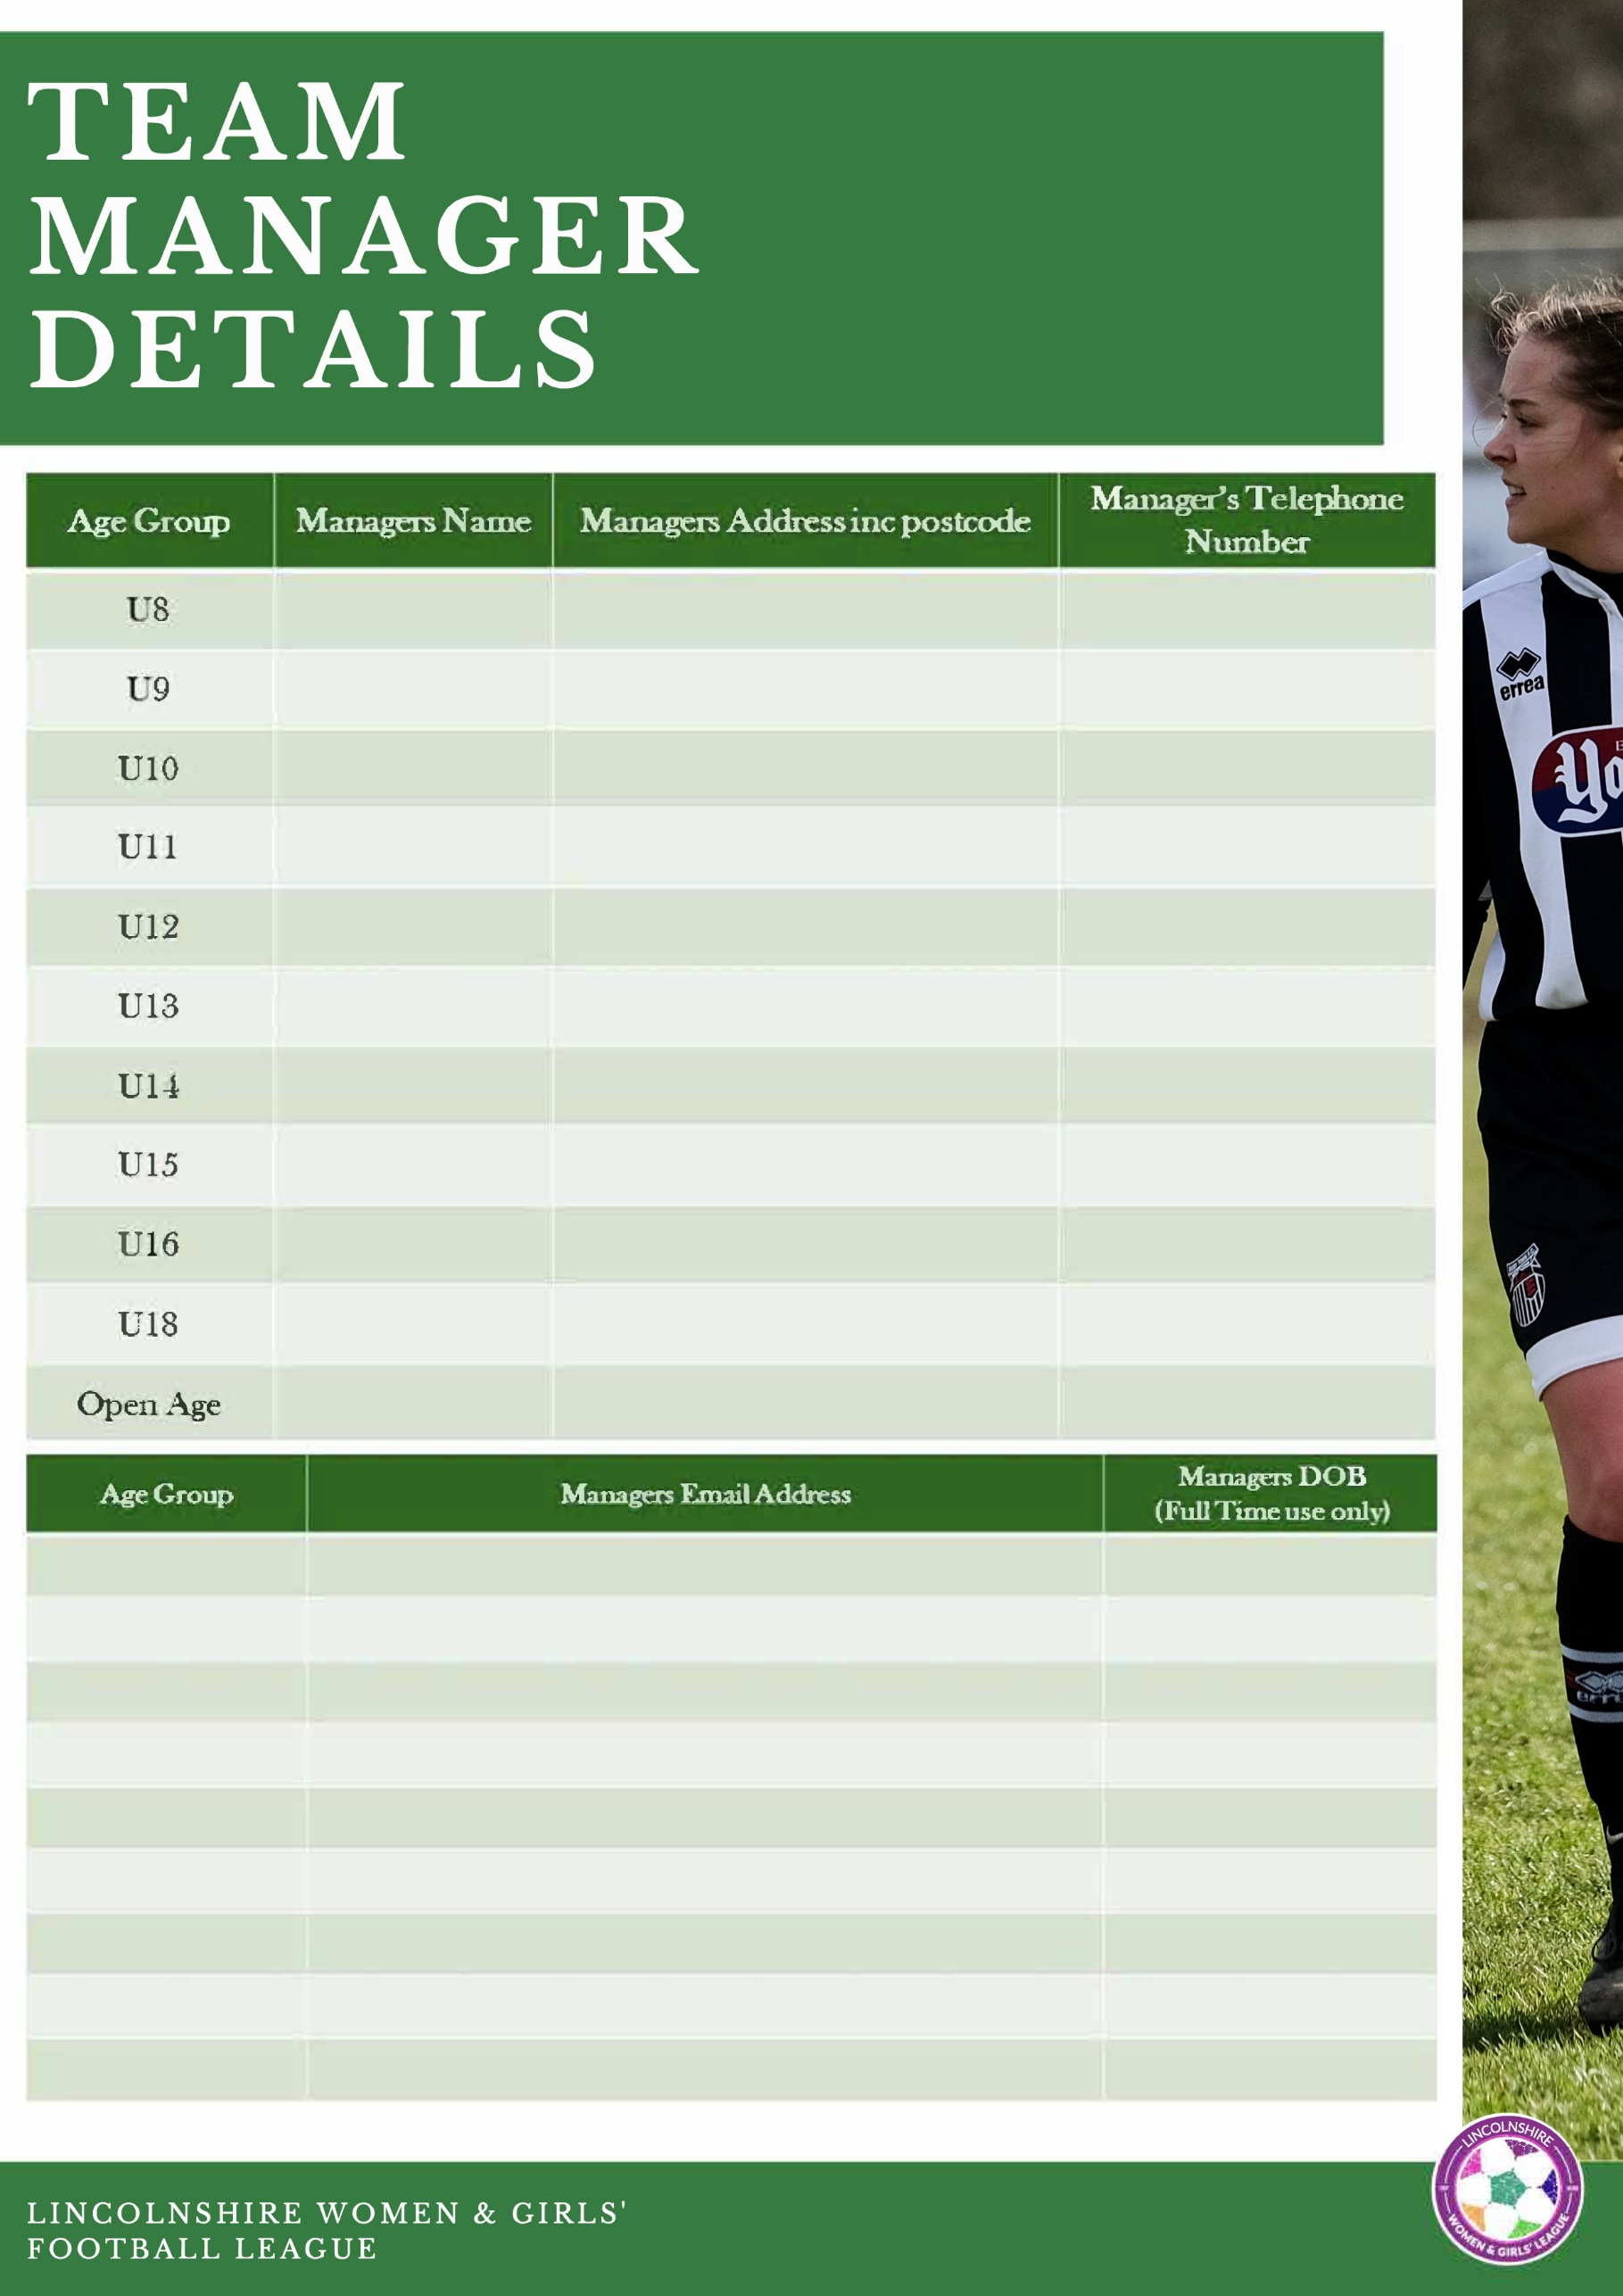 TEAM
MANAGER
DETAILS
Age Group Managers Name Managers Address inc postcode Manager's Telephone
Number
U8
U9
U10
U11
U12
U13
U14
U15
U16
U18
Open Age
Age Group Managers Email Address Managers DOB
(Full Time use only)
errea
LINCOLNSHIRE WOMEN & GIRLS'
FOOTBALL LEAGUE
LINCOLNSHIRE
WOMEN & GIRLS' LEAGUE